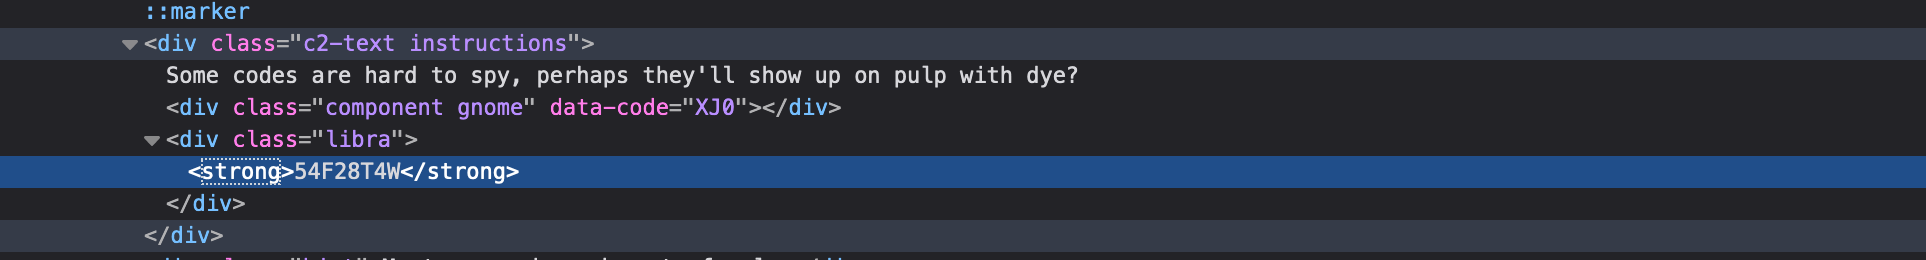 ::marker
<div class="c2-text instructions">
Some codes are hard to spy, perhaps they'll show up on pulp with dye?
<div class="component gnome" data-code="XJ0"></div>
<div class="libra">
<strong>54F28T4W</strong>
</div>
</div>